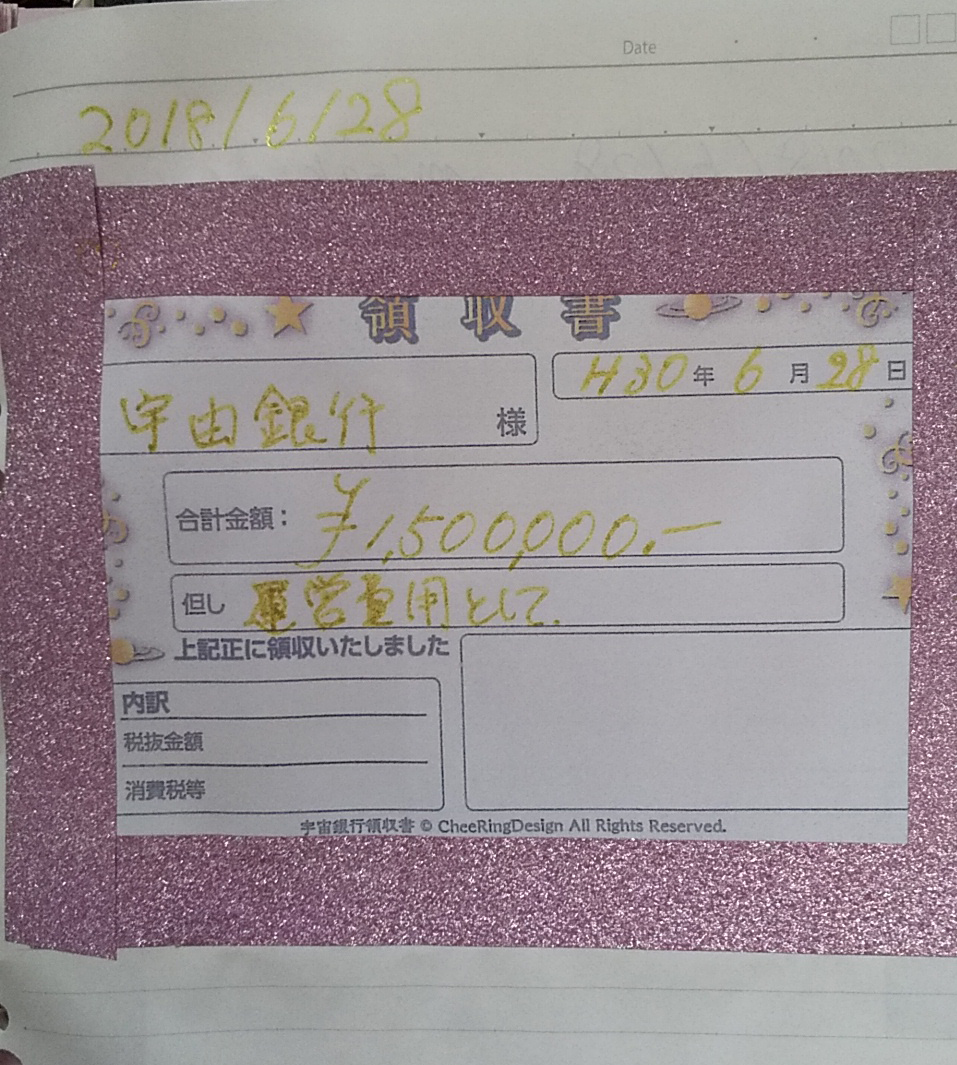 Date
2018/6/28
領収書
H30年6月28日
宇由銀行 様
合計金額： ¥1,500,000.—
但し 運営費用として.
上記正に領収いたしました
内訳
税抜金額
消費税等
宇宙銀行領収書 © CheeRingDesign All Rights Reserved.